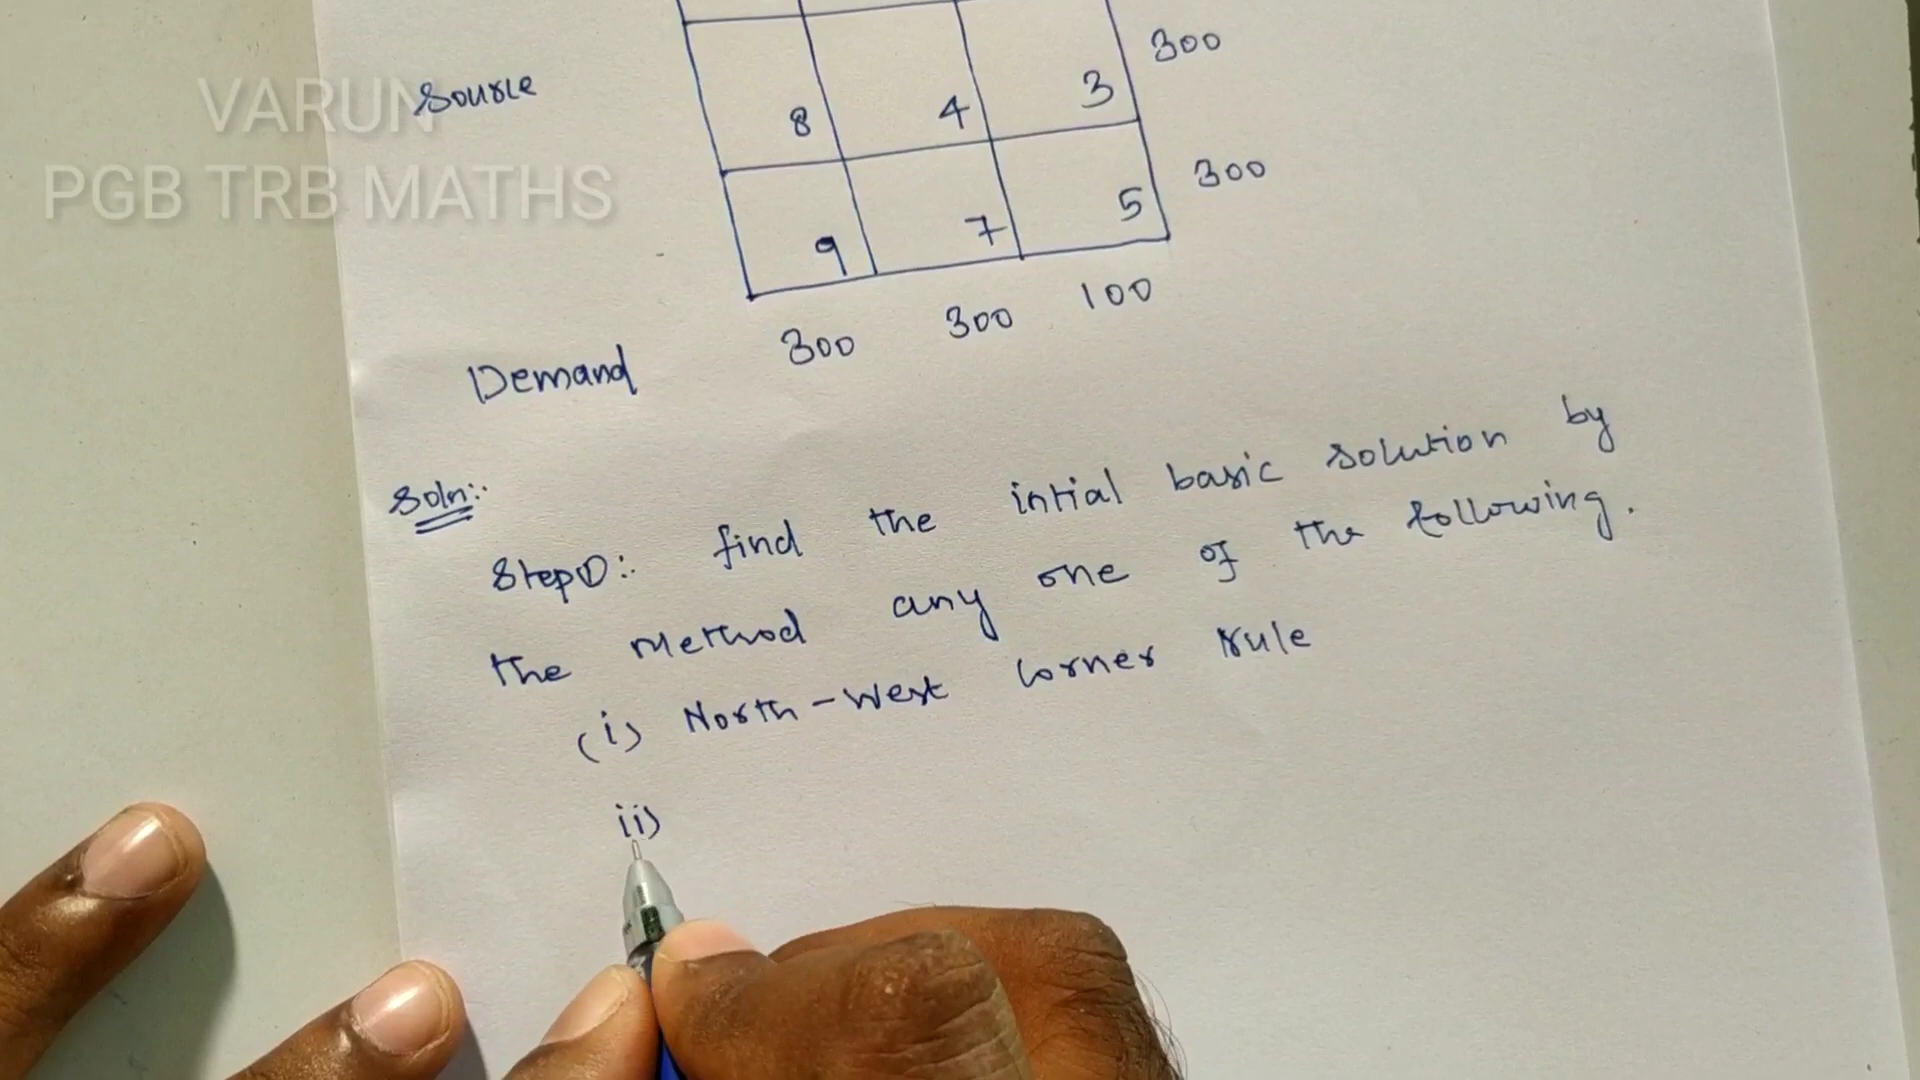 300
VARUN
Source
8 4 3
PGB TRB MATHS
300
9 7 5
300 300 100
Demand
Soln:-
Step①:- find the intial basic solution by
the method any one of the following.
(i) North-West Corner rule
ii)